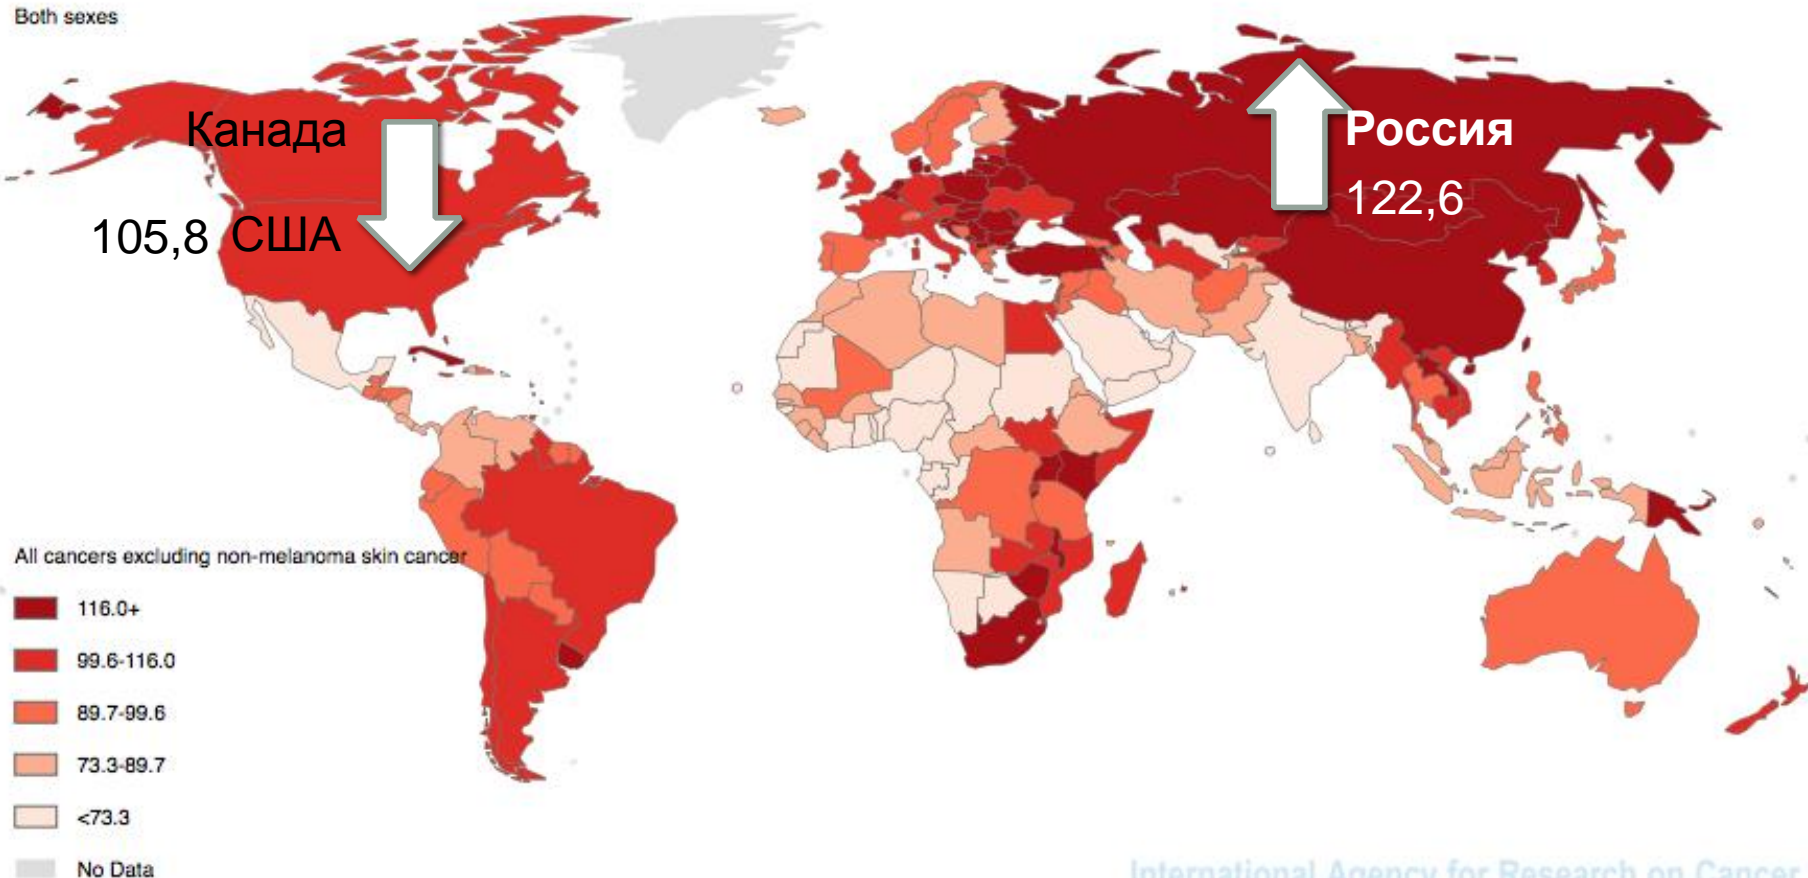 Both sexes
Канада
105,8 США
Россия
122,6
All cancers excluding non-melanoma skin cancer
116.0+
99.6-116.0
89.7-99.6
73.3-89.7
<73.3
No Data
International Agency for Research on Cancer